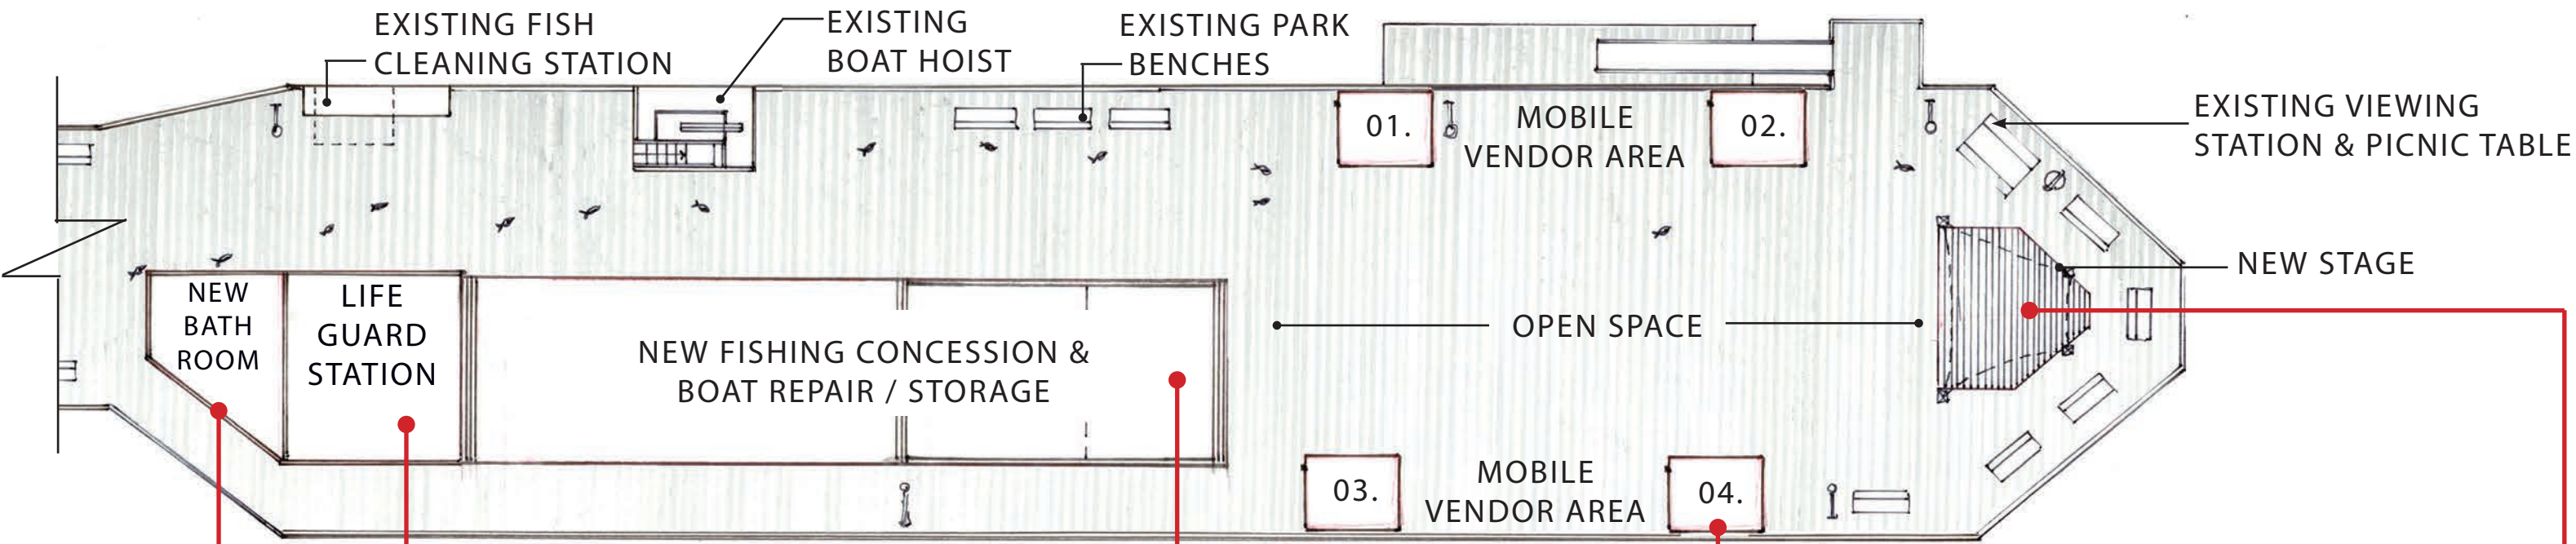 EXISTING FISH
CLEANING STATION
EXISTING
BOAT HOIST
EXISTING PARK
BENCHES
01.
MOBILE
VENDOR AREA
02.
EXISTING VIEWING
STATION & PICNIC TABLE
NEW STAGE
NEW
BATH
ROOM
LIFE
GUARD
STATION
NEW FISHING CONCESSION &
BOAT REPAIR / STORAGE
OPEN SPACE
03.
MOBILE
VENDOR AREA
04.